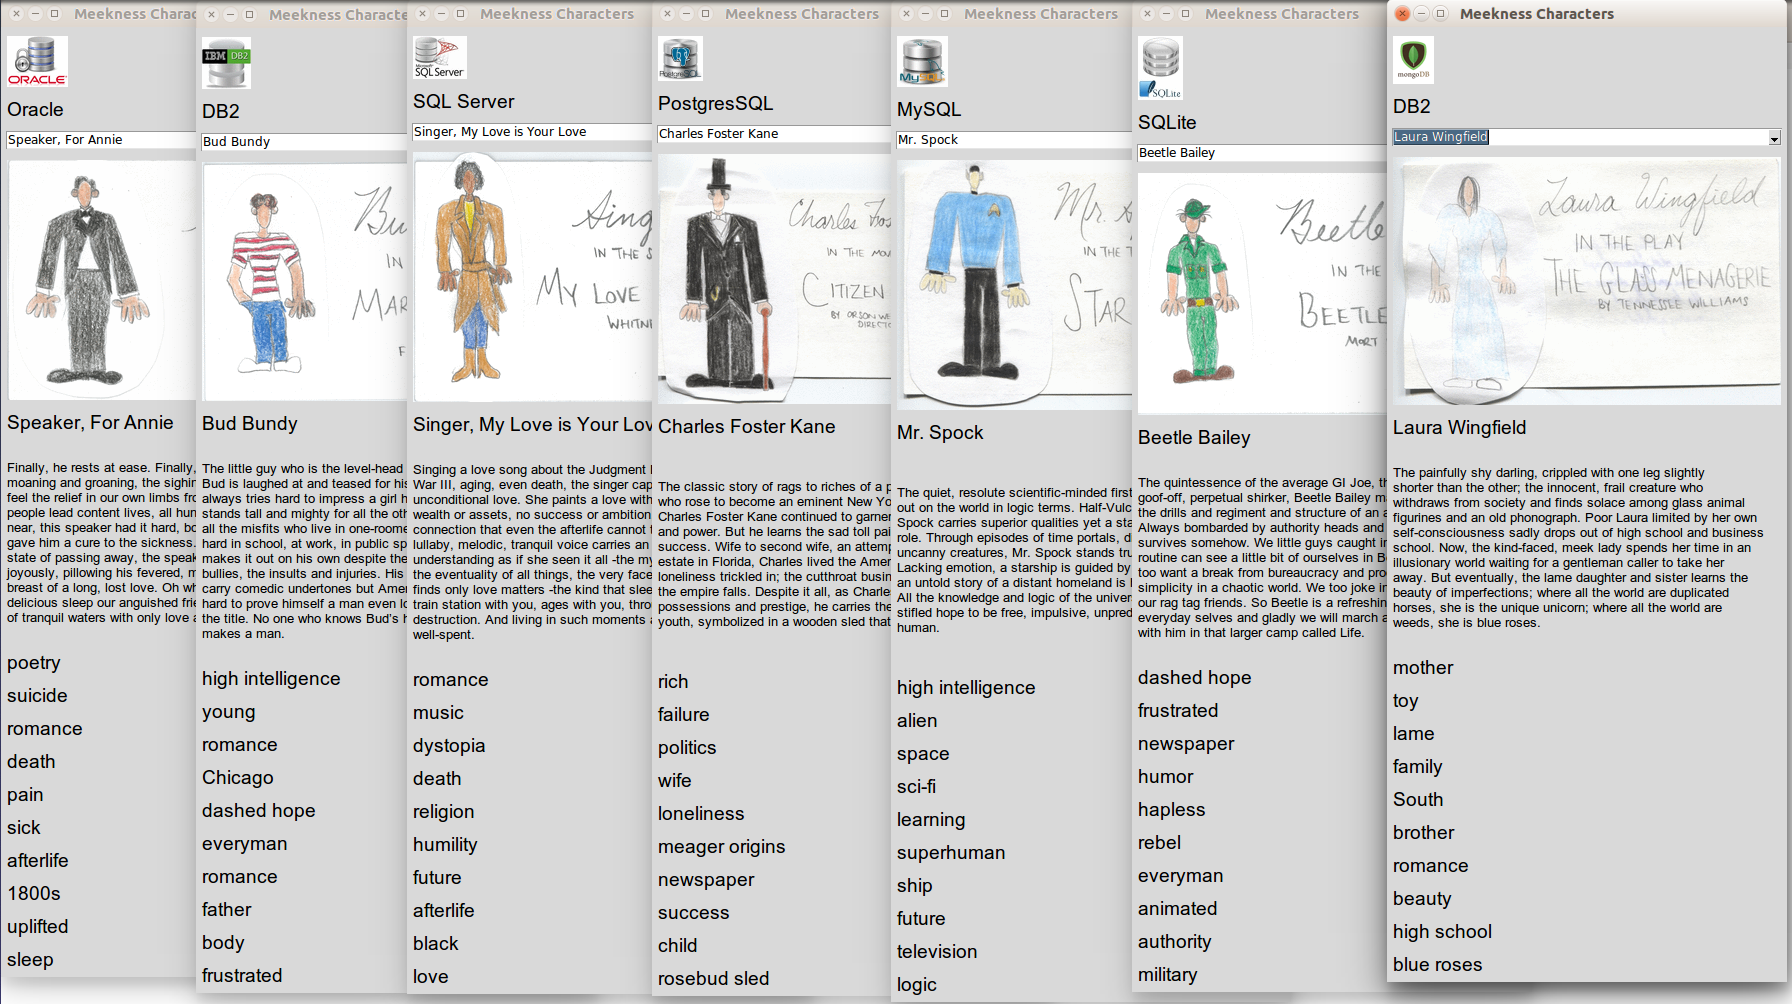 Meekness Charac
ORACLE
Oracle
Speaker, For Annie
Speaker, For Annie
Finally, he rests at ease. Finally,
moaning and groaning, the sighin
feel the relief in our own limbs fro
people lead content lives, all hun
near, this speaker had it hard, bo
gave him a cure to the sickness.
state of passing away, the speak
joyously, pillowing his fevered, m
breast of a long, lost love. Oh wh
delicious sleep our anguished frie
of tranquil waters with only love a
poetry
suicide
romance
death
pain
sick
afterlife
1800s
uplifted
sleep
Meekness Characte
IBM DB2
DB2
Bud Bundy
Bu
IN
MAR
F
Bud Bundy
The little guy who is the level-head
Bud is laughed at and teased for his
always tries hard to impress a girl h
stands tall and mighty for all the oth
all the misfits who live in one-roome
hard in school, at work, in public sp
makes it out on his own despite the
bullies, the insults and injuries. His
carry comedic undertones but Amer
hard to prove himself a man even lo
the title. No one who knows Bud's h
makes a man.
high intelligence
young
romance
Chicago
dashed hope
everyman
romance
father
body
frustrated
Meekness Characters
Microsoft
SQL Server
SQL Server
Singer, My Love is Your Love
Sing
IN THE S
MY LOVE
WHITN
Singer, My Love is Your Lov
Singing a love song about the Judgment
War III, aging, even death, the singer cap
unconditional love. She paints a love with
wealth or assets, no success or ambition
connection that even the afterlife cannot
lullaby, melodic, tranquil voice carries an
understanding as if she seen it all -the my
the eventuality of all things, the very face
finds only love matters -the kind that slee
train station with you, ages with you, thro
destruction. And living in such moments
well-spent.
romance
music
dystopia
death
religion
humility
future
afterlife
black
love
Meekness Characters
PostgreSQL
PostgresSQL
Charles Foster Kane
Charles Fos
IN THE MOV
CITIZEN
BY ORSON WE
DIRECTO
Charles Foster Kane
The classic story of rags to riches of a p
who rose to become an eminent New Yo
Charles Foster Kane continued to garner
and power. But he learns the sad toll pai
success. Wife to second wife, an attemp
estate in Florida, Charles lived the Amer
loneliness trickled in; the cutthroat busin
the empire falls. Despite it all, as Charle
possessions and prestige, he carries the
youth, symbolized in a wooden sled that
rich
failure
politics
wife
loneliness
meager origins
newspaper
success
child
rosebud sled
Meekness Characters
MySQL
MySQL
Mr. Spock
Mr. S
IN THE T
STAR
Mr. Spock
The quiet, resolute scientific-minded first
out on the world in logic terms. Half-Vulc
Spock carries superior qualities yet a sta
role. Through episodes of time portals, d
uncanny creatures, Mr. Spock stands tru
Lacking emotion, a starship is guided by
an untold story of a distant homeland is
All the knowledge and logic of the univer
stifled hope to be free, impulsive, unpred
human.
high intelligence
alien
space
sci-fi
learning
superhuman
ship
future
television
logic
Meekness Characters
SQLite
SQLite
Beetle Bailey
Beetle
IN THE
BEETLE
MORT
Beetle Bailey
The quintessence of the average GI Joe, th
goof-off, perpetual shirker, Beetle Bailey m
the drills and regiment and structure of an a
Always bombarded by authority heads and
survives somehow. We little guys caught in
routine can see a little bit of ourselves in B
too want a break from bureaucracy and pro
simplicity in a chaotic world. We too joke in
our rag tag friends. So Beetle is a refreshin
everyday selves and gladly we will march a
with him in that larger camp called Life.
dashed hope
frustrated
newspaper
humor
hapless
rebel
everyman
animated
authority
military
Meekness Characters
mongoDB
DB2
Laura Wingfield
Laura Wingfield
IN THE PLAY
THE GLASS MENAGERIE
BY TENNESSEE WILLIAMS
Laura Wingfield
The painfully shy darling, crippled with one leg slightly
shorter than the other; the innocent, frail creature who
withdraws from society and finds solace among glass animal
figurines and an old phonograph. Poor Laura limited by her own
self-consciousness sadly drops out of high school and business
school. Now, the kind-faced, meek lady spends her time in an
illusionary world waiting for a gentleman caller to take her
away. But eventually, the lame daughter and sister learns the
beauty of imperfections; where all the world are duplicated
horses, she is the unique unicorn; where all the world are
weeds, she is blue roses.
mother
toy
lame
family
South
brother
romance
beauty
high school
blue roses